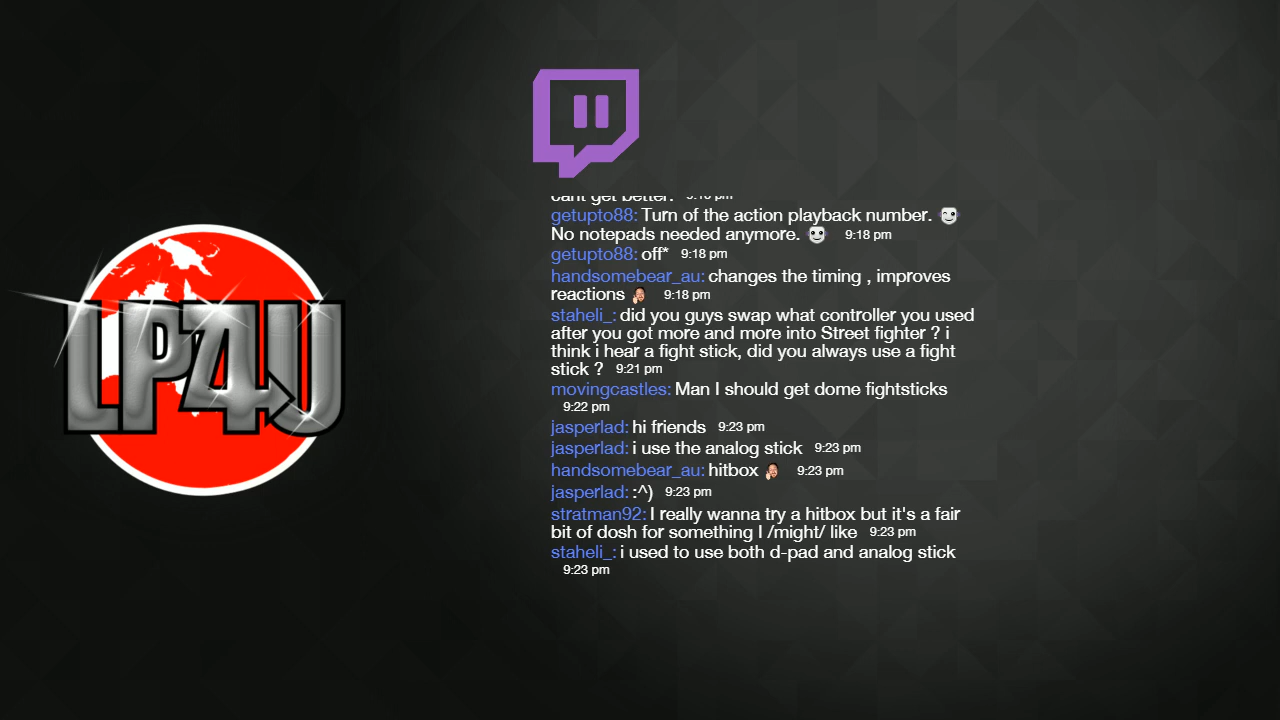 cant get better. 9:18 pm
getupto88: Turn of the action playback number.
No notepads needed anymore. 9:18 pm
getupto88: off* 9:18 pm
handsomebear_au: changes the timing , improves
reactions 9:18 pm
staheli_: did you guys swap what controller you used
after you got more and more into Street fighter ? i
think i hear a fight stick, did you always use a fight
stick ? 9:21 pm
movingcastles: Man I should get dome fightsticks
9:22 pm
jasperlad: hi friends 9:23 pm
jasperlad: i use the analog stick 9:23 pm
handsomebear_au: hitbox 9:23 pm
jasperlad: :^) 9:23 pm
stratman92: I really wanna try a hitbox but it's a fair
bit of dosh for something I /might/ like 9:23 pm
staheli_: i used to use both d-pad and analog stick
9:23 pm
LP4U